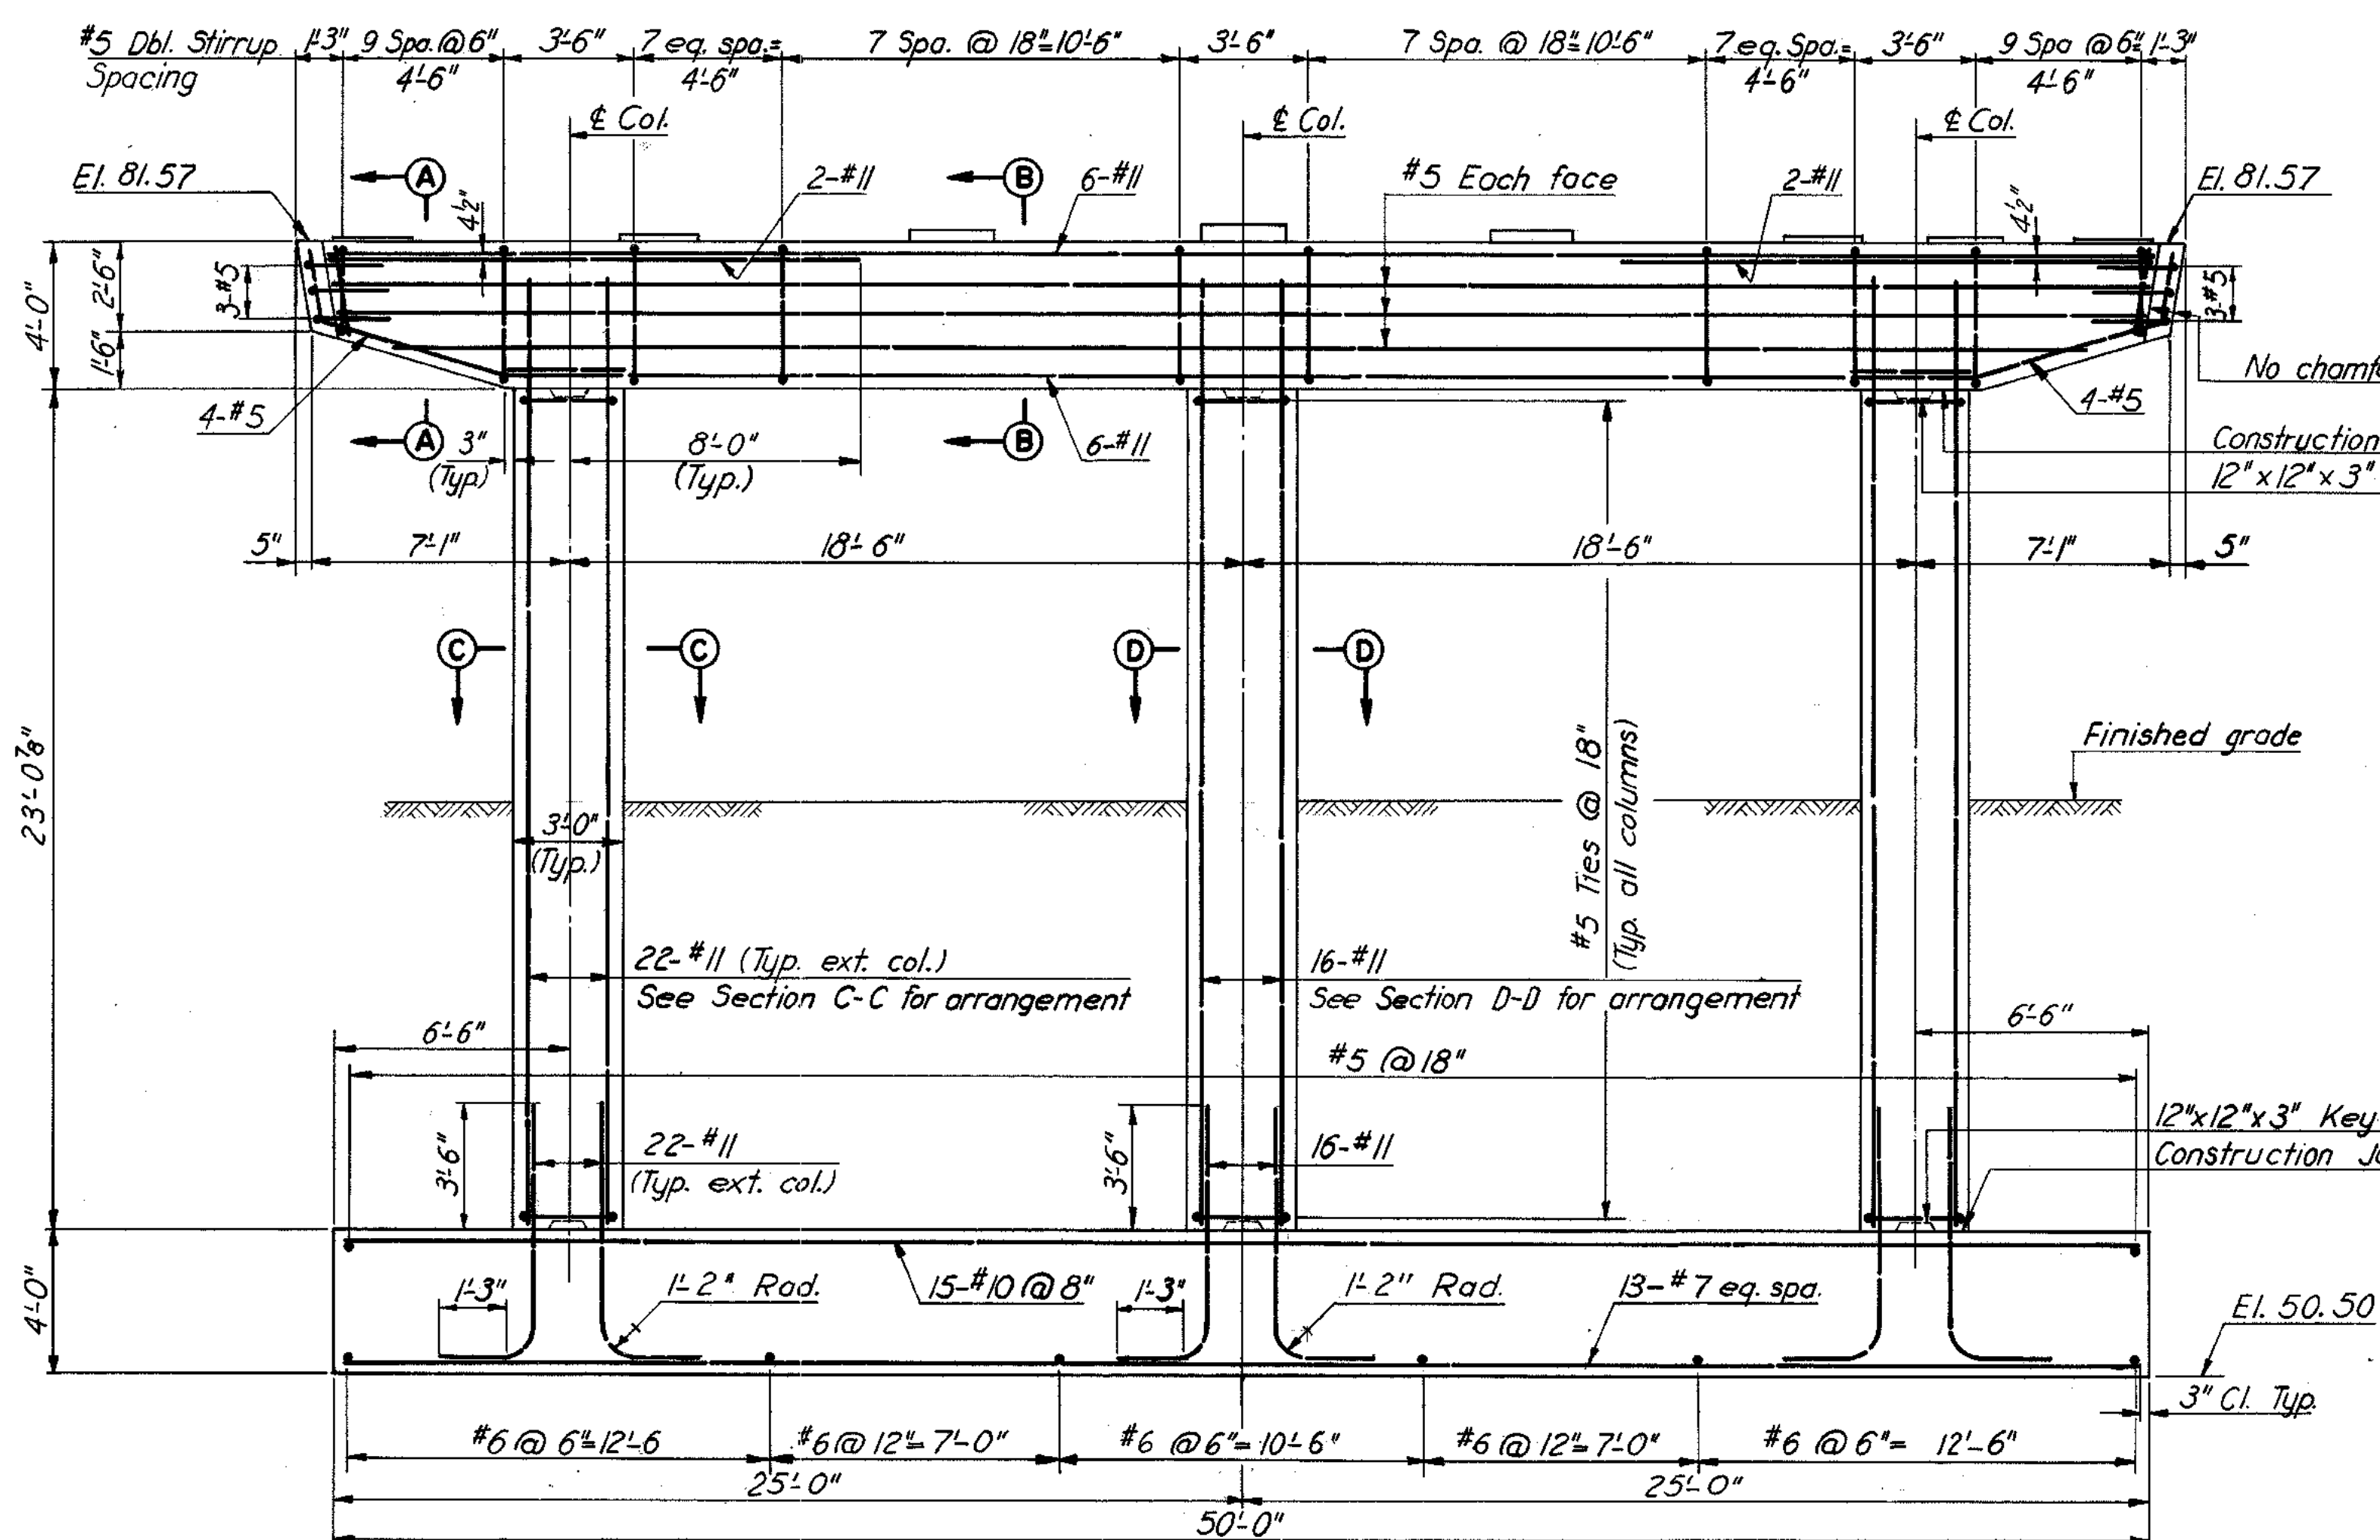 #5 Dbl. Stirrup
Spacing
1'-3"
9 Spa. @ 6"
4'-6"
3'-6"
7 eq. spa.=
4'-6"
7 Spa. @ 18"=10'-6"
3'-6"
7 Spa. @ 18"=10'-6"
7 eq. Spa.=
4'-6"
3'-6"
9 Spa @ 6"=
4'-6"
1'-3"
℄ Col.
℄ Col.
℄ Col.
El. 81.57
A
4½"
2-#11
B
6-#11
#5 Each face
2-#11
4½"
El. 81.57
4'-0"
2'-6"
1'-6"
3-#5
3-#5
No chamf
4-#5
4-#5
A
3"
(Typ.)
8'-0"
(Typ.)
B
6-#11
Construction
12"x12"x3"
5"
7'-1"
18'-6"
18'-6"
7'-1"
5"
C
C
D
D
23'-0⅞"
#5 Ties @ 18"
(Typ. all columns)
Finished grade
3'-0"
(Typ.)
22-#11 (Typ. ext. col.)
See Section C-C for arrangement
16-#11
See Section D-D for arrangement
6'-6"
6'-6"
#5 @ 18"
3'-6"
22-#11
(Typ. ext. col.)
3'-6"
16-#11
12"x12"x3" Key
Construction Jo
4'-0"
1'-3"
1'-2" Rad.
15-#10 @ 8"
1'-3"
1'-2" Rad.
13-#7 eq. spa.
El. 50.50
3" Cl. Typ.
#6 @ 6"=12'-6
#6 @ 12"=7'-0"
#6 @ 6"=10'-6"
#6 @ 12"=7'-0"
#6 @ 6"= 12'-6"
25'-0"
25'-0"
50'-0"